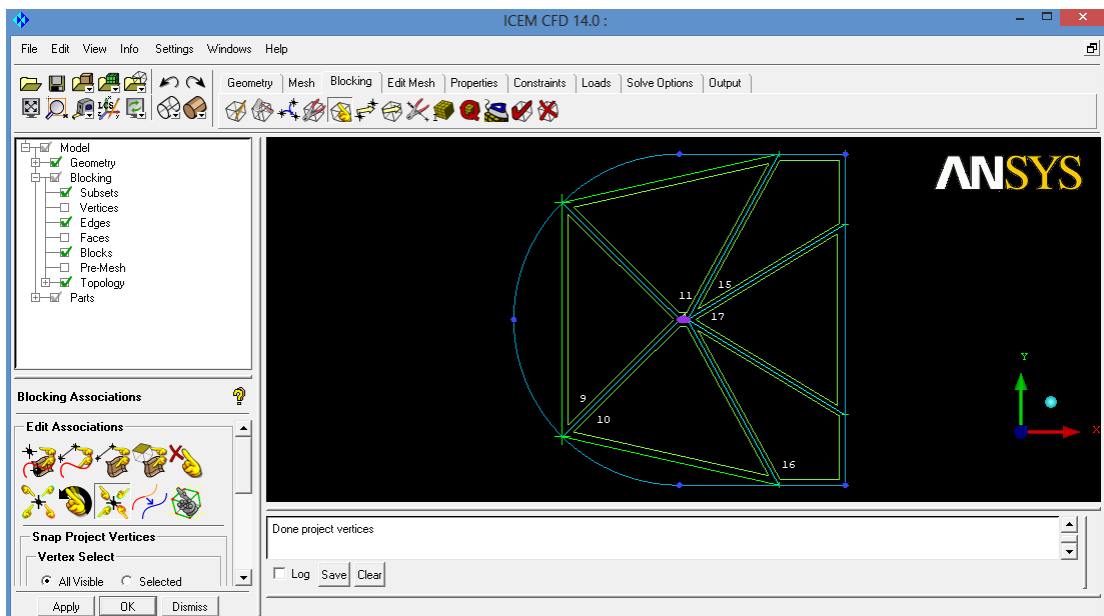 ICEM CFD 14.0 :
File Edit View Info Settings Windows Help
Geometry Mesh Blocking Edit Mesh Properties Constraints Loads Solve Options Output
LCS
Model
Geometry
Blocking
Subsets
Vertices
Edges
Faces
Blocks
Pre-Mesh
Topology
Parts
ANSYS
11
15
17
9
10
16
Y
X
Blocking Associations
Edit Associations
Snap Project Vertices
Vertex Select
All Visible Selected
Apply OK Dismiss
Done project vertices
Log Save Clear